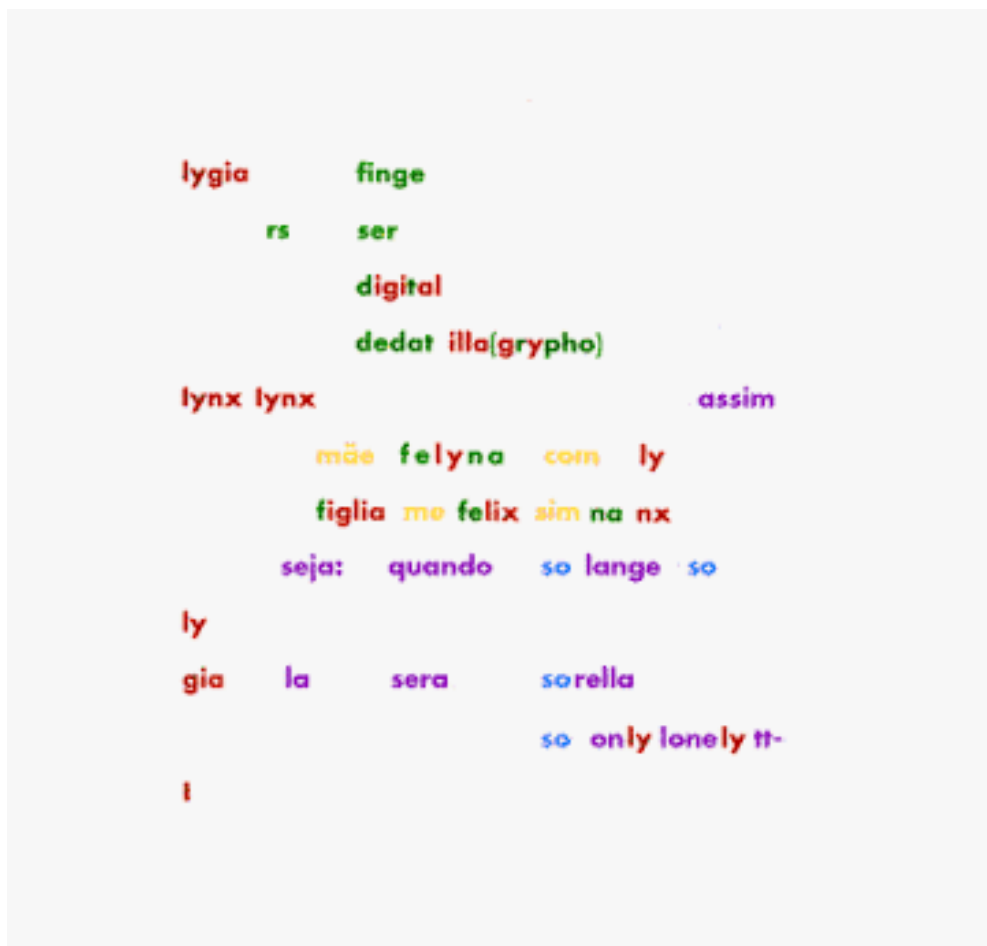 lygia finge
rs ser
digital
dedat illa(grypho)
lynx lynx assim
mãe felyna com ly
figlia me felix sim na nx
seja: quando so lange so
ly
gia la sera sorella
so only lonely tt-
l